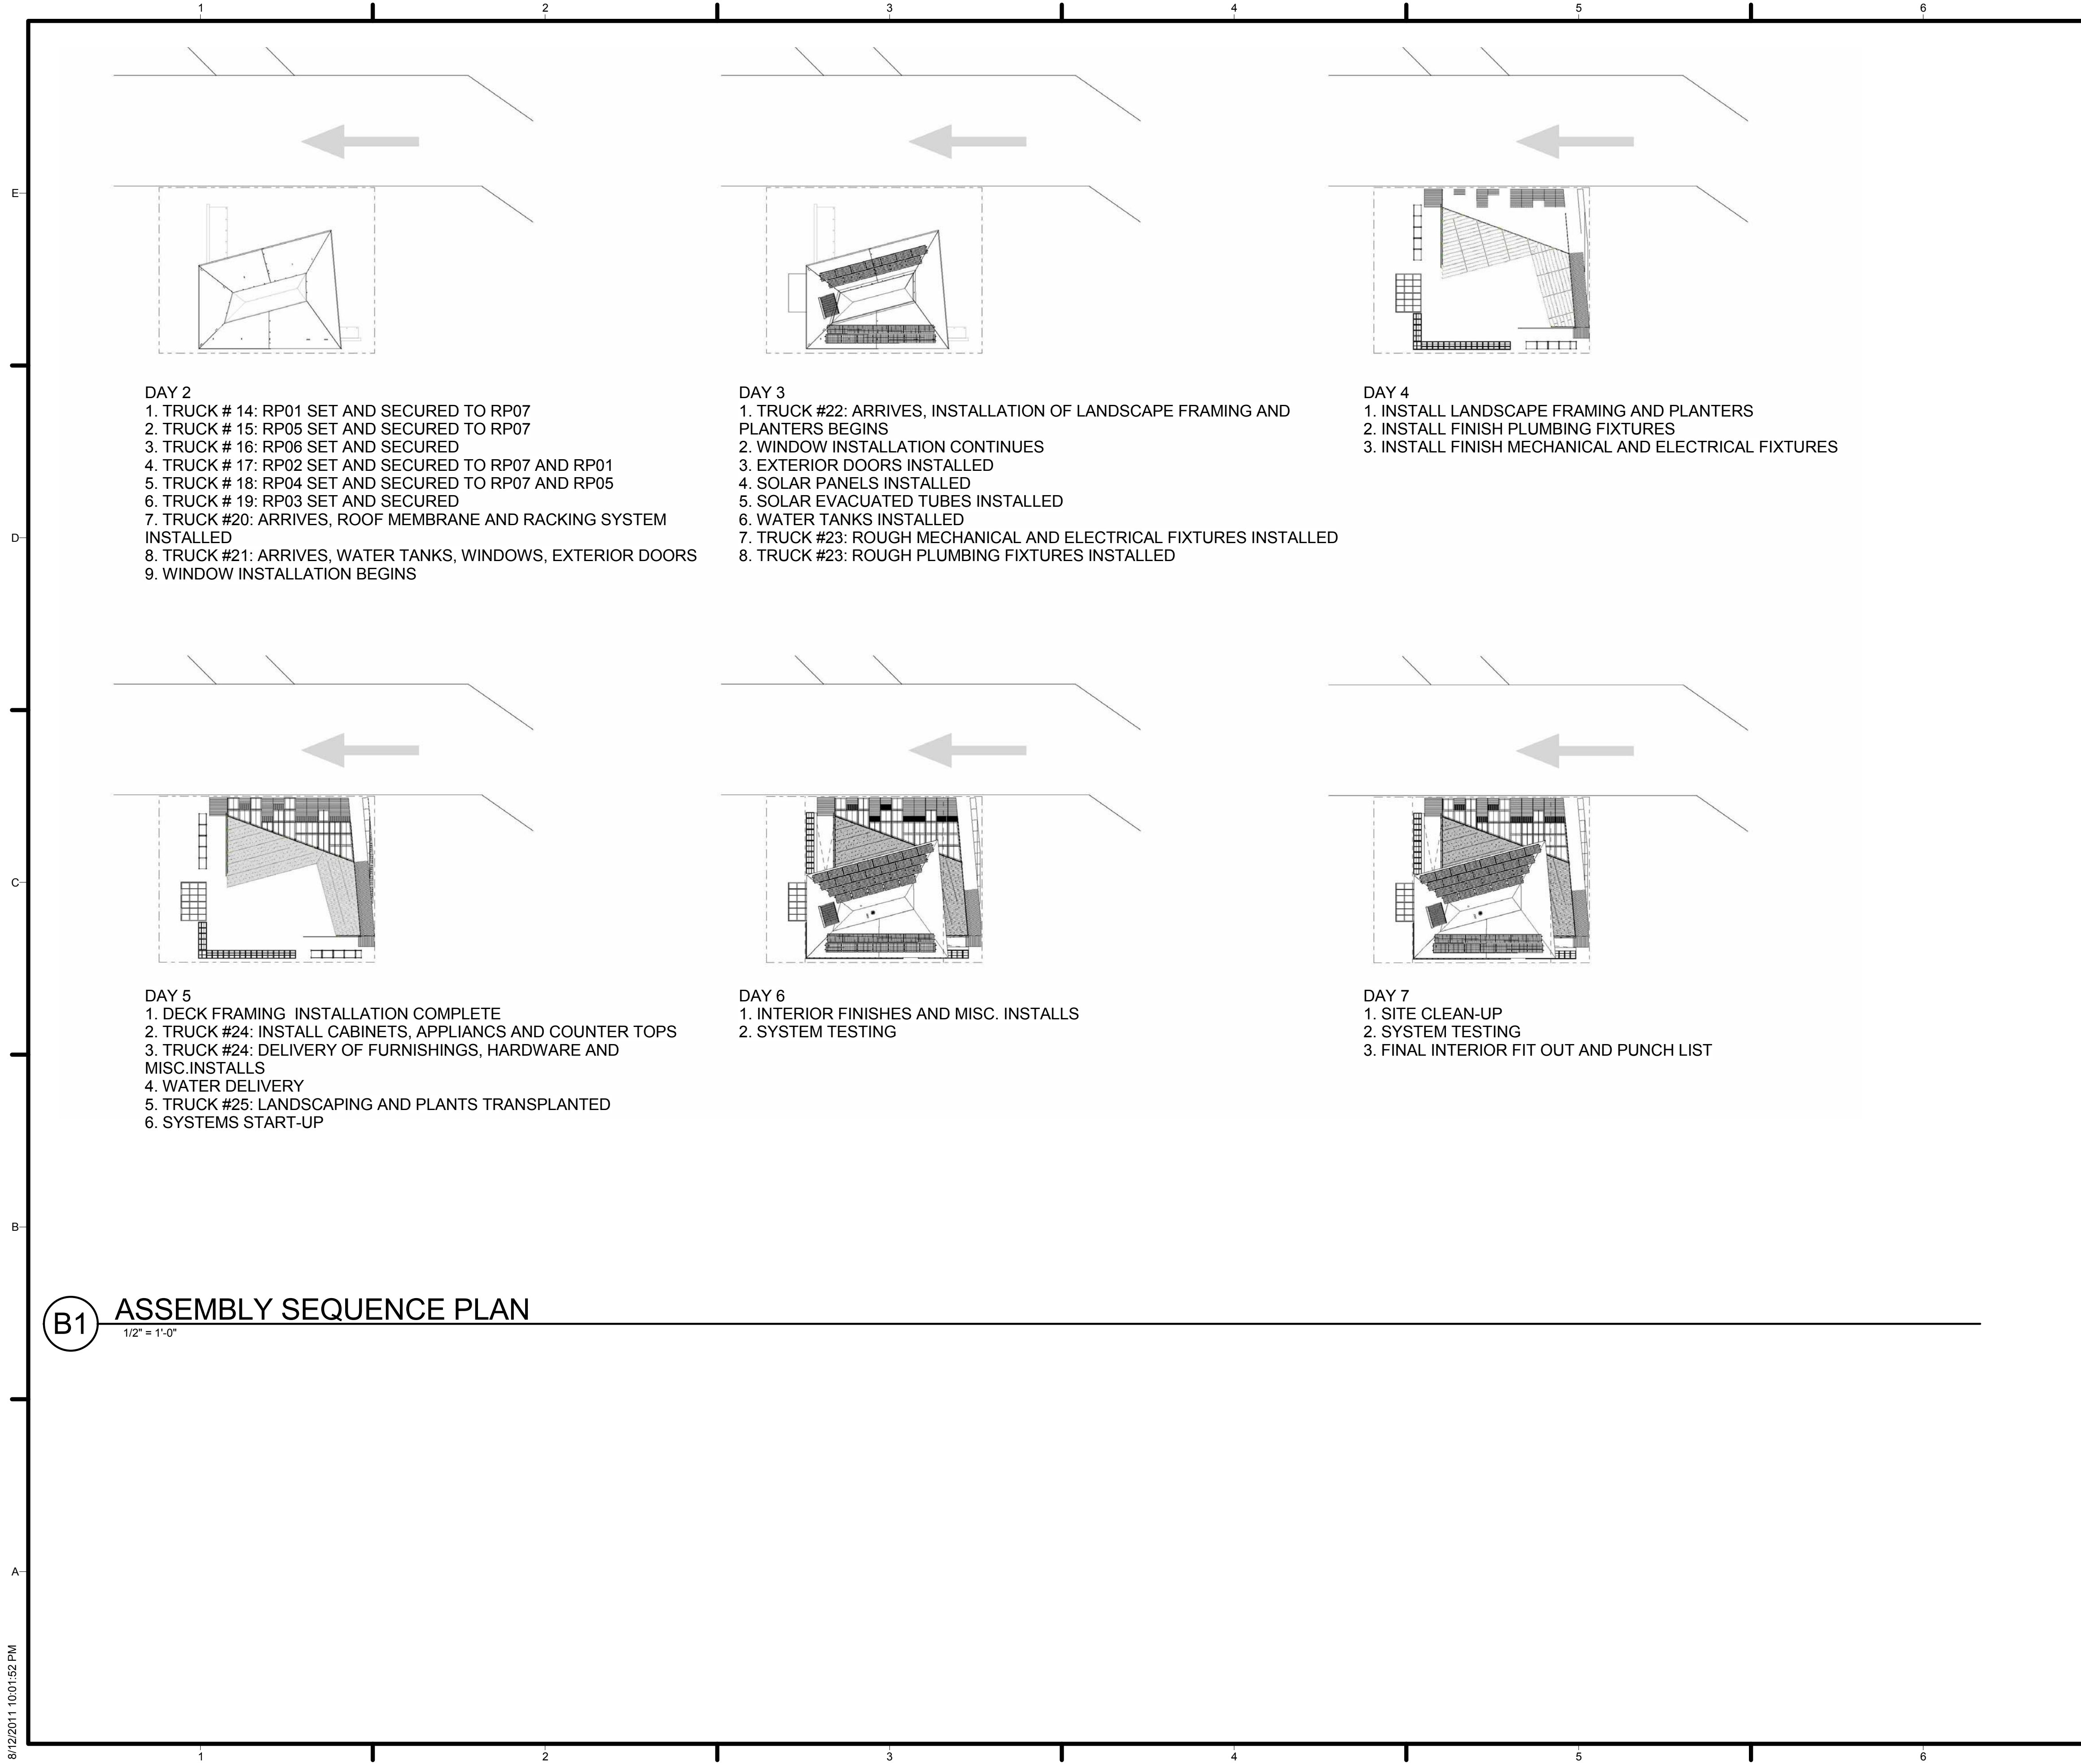 1 2 3 4 5 6
E
D
C
B
A
DAY 2
1. TRUCK # 14: RP01 SET AND SECURED TO RP07
2. TRUCK # 15: RP05 SET AND SECURED TO RP07
3. TRUCK # 16: RP06 SET AND SECURED
4. TRUCK # 17: RP02 SET AND SECURED TO RP07 AND RP01
5. TRUCK # 18: RP04 SET AND SECURED TO RP07 AND RP05
6. TRUCK # 19: RP03 SET AND SECURED
7. TRUCK #20: ARRIVES, ROOF MEMBRANE AND RACKING SYSTEM
INSTALLED
8. TRUCK #21: ARRIVES, WATER TANKS, WINDOWS, EXTERIOR DOORS
9. WINDOW INSTALLATION BEGINS
DAY 3
1. TRUCK #22: ARRIVES, INSTALLATION OF LANDSCAPE FRAMING AND
PLANTERS BEGINS
2. WINDOW INSTALLATION CONTINUES
3. EXTERIOR DOORS INSTALLED
4. SOLAR PANELS INSTALLED
5. SOLAR EVACUATED TUBES INSTALLED
6. WATER TANKS INSTALLED
7. TRUCK #23: ROUGH MECHANICAL AND ELECTRICAL FIXTURES INSTALLED
8. TRUCK #23: ROUGH PLUMBING FIXTURES INSTALLED
DAY 4
1. INSTALL LANDSCAPE FRAMING AND PLANTERS
2. INSTALL FINISH PLUMBING FIXTURES
3. INSTALL FINISH MECHANICAL AND ELECTRICAL FIXTURES
DAY 5
1. DECK FRAMING  INSTALLATION COMPLETE
2. TRUCK #24: INSTALL CABINETS, APPLIANCS AND COUNTER TOPS
3. TRUCK #24: DELIVERY OF FURNISHINGS, HARDWARE AND
MISC.INSTALLS
4. WATER DELIVERY
5. TRUCK #25: LANDSCAPING AND PLANTS TRANSPLANTED
6. SYSTEMS START-UP
DAY 6
1. INTERIOR FINISHES AND MISC. INSTALLS
2. SYSTEM TESTING
DAY 7
1. SITE CLEAN-UP
2. SYSTEM TESTING
3. FINAL INTERIOR FIT OUT AND PUNCH LIST
B1
ASSEMBLY SEQUENCE PLAN
1/2" = 1'-0"
8/12/2011 10:01:52 PM
1 2 3 4 5 6